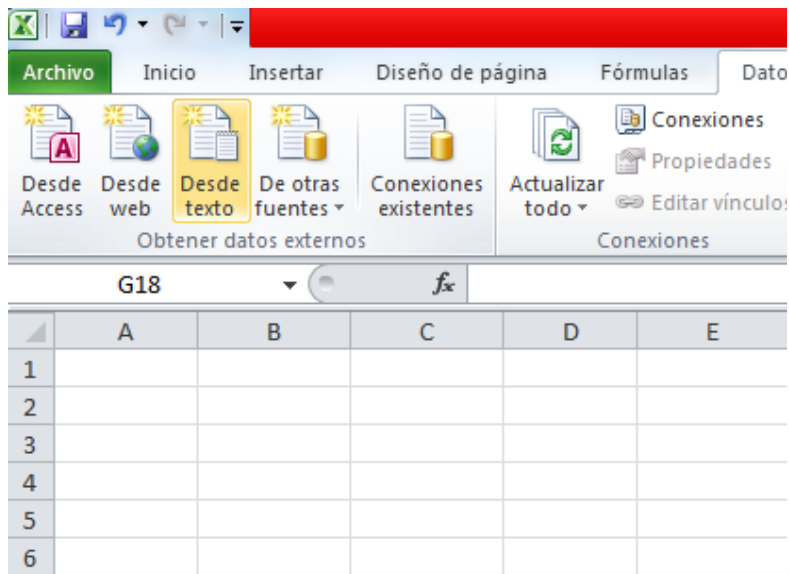 Archivo Inicio Insertar Diseño de página Fórmulas Dato
Desde Access
Desde web
Desde texto
De otras fuentes
Conexiones existentes
Actualizar todo
Conexiones
Propiedades
Editar vínculos
Obtener datos externos
Conexiones
G18 fx
A B C D E
1
2
3
4
5
6